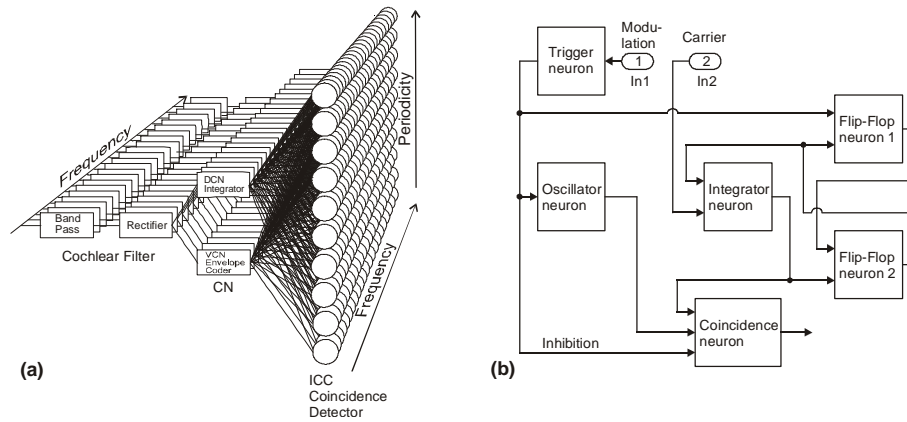 Frequency
Band
Pass
Rectifier
Cochlear Filter
DCN
Integrator
VCN
Envelope
Coder
CN
Periodicity
Frequency
ICC
Coincidence
Detector
(a)
(b)
Trigger
neuron
Modu-
lation
1
In1
Carrier
2
In2
Flip-Flop
neuron 1
Oscillator
neuron
Integrator
neuron
Flip-Flop
neuron 2
Coincidence
neuron
Inhibition